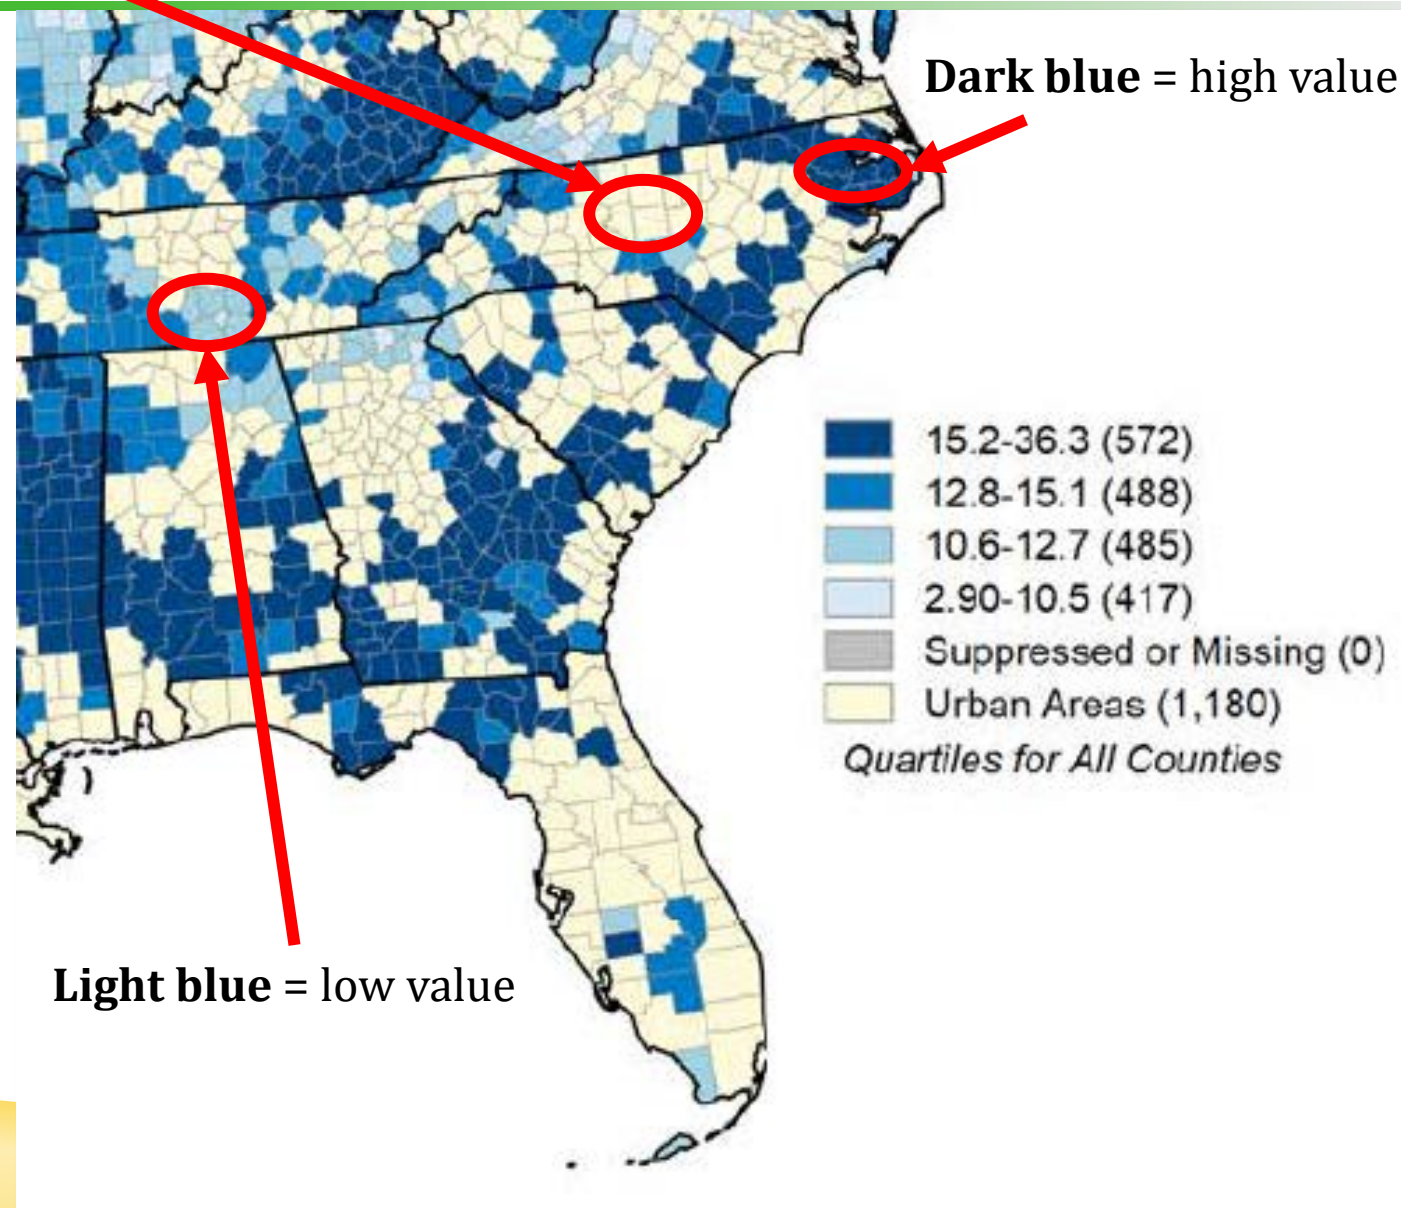 Dark blue = high value
15.2-36.3 (572)
12.8-15.1 (488)
10.6-12.7 (485)
2.90-10.5 (417)
Suppressed or Missing (0)
Urban Areas (1,180)
Quartiles for All Counties
Light blue = low value